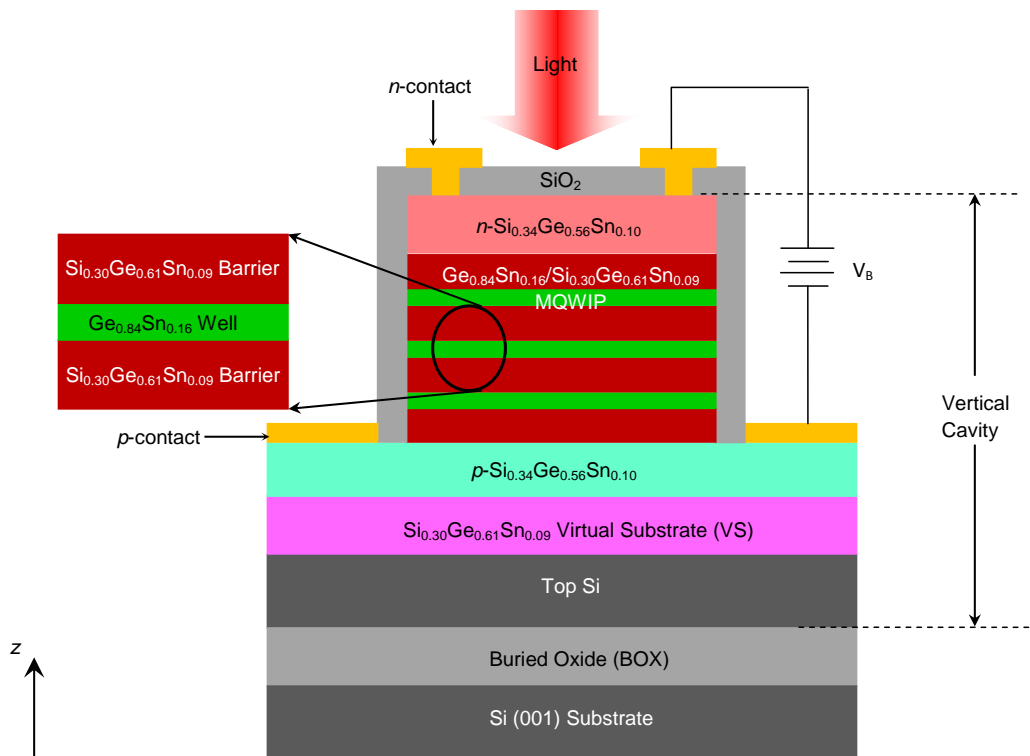 Light
n-contact
SiO₂
n-Si₀.₃₄Ge₀.₅₆Sn₀.₁₀
Ge₀.₈₄Sn₀.₁₆/Si₀.₃₀Ge₀.₆₁Sn₀.₀₉
MQWIP
V_B
Si₀.₃₀Ge₀.₆₁Sn₀.₀₉ Barrier
Ge₀.₈₄Sn₀.₁₆ Well
Si₀.₃₀Ge₀.₆₁Sn₀.₀₉ Barrier
Vertical
Cavity
p-contact
p-Si₀.₃₄Ge₀.₅₆Sn₀.₁₀
Si₀.₃₀Ge₀.₆₁Sn₀.₀₉ Virtual Substrate (VS)
Top Si
z
Buried Oxide (BOX)
Si (001) Substrate